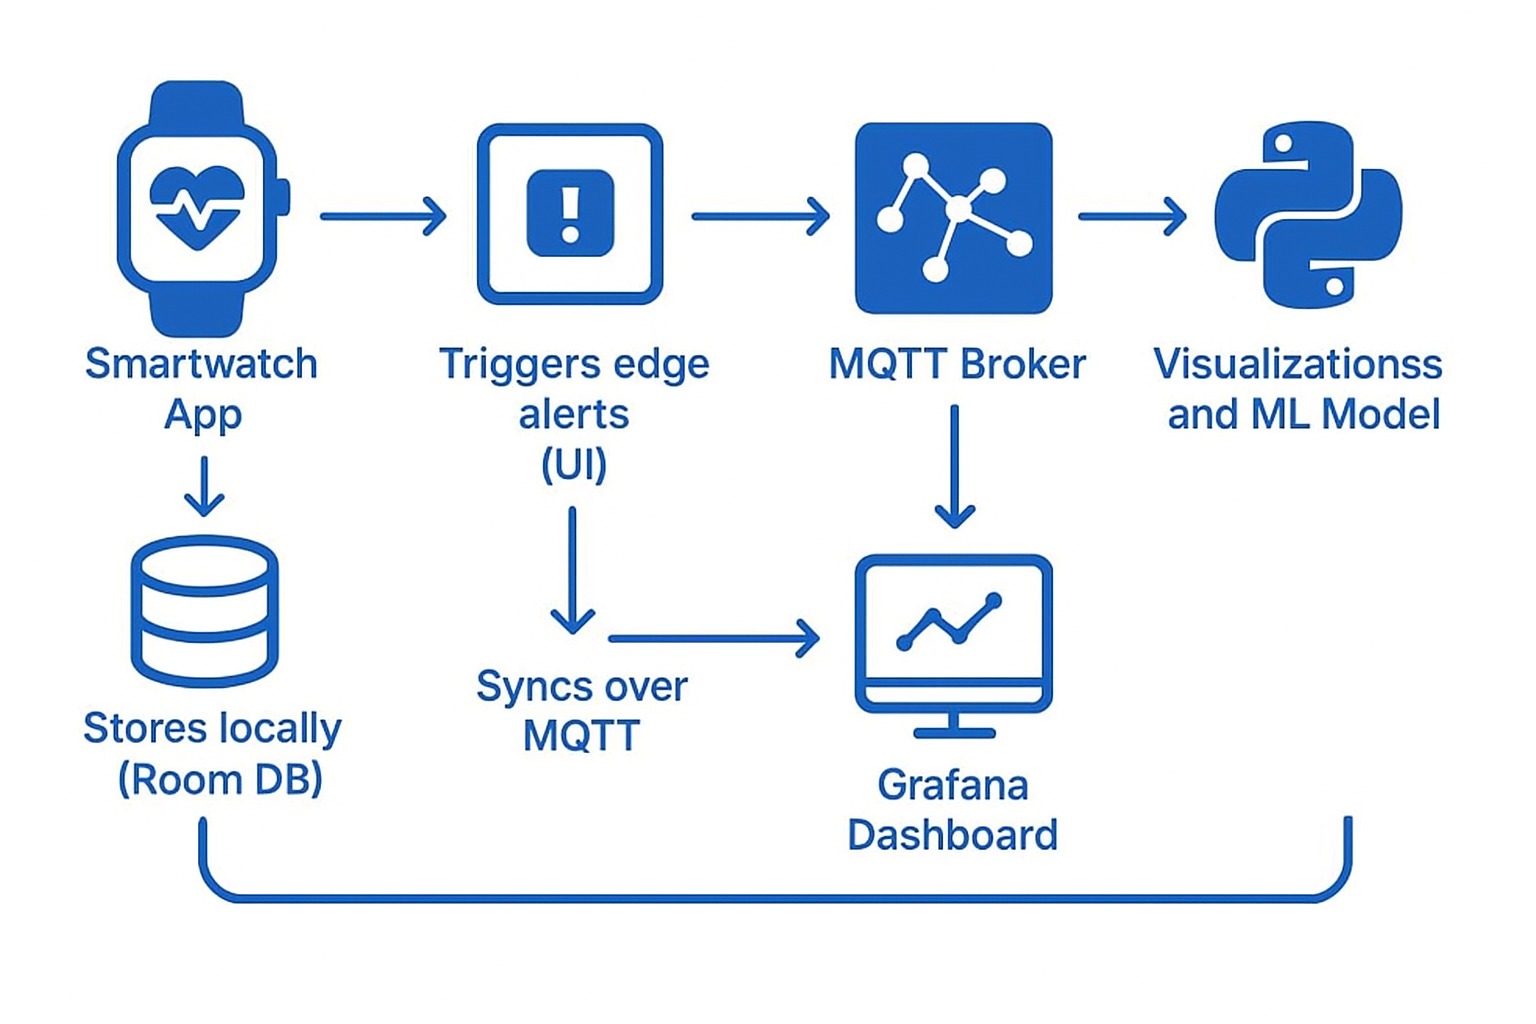 Smartwatch
App
Triggers edge
alerts
(UI)
MQTT Broker
Visualizationss
and ML Model
Stores locally
(Room DB)
Syncs over
MQTT
Grafana
Dashboard